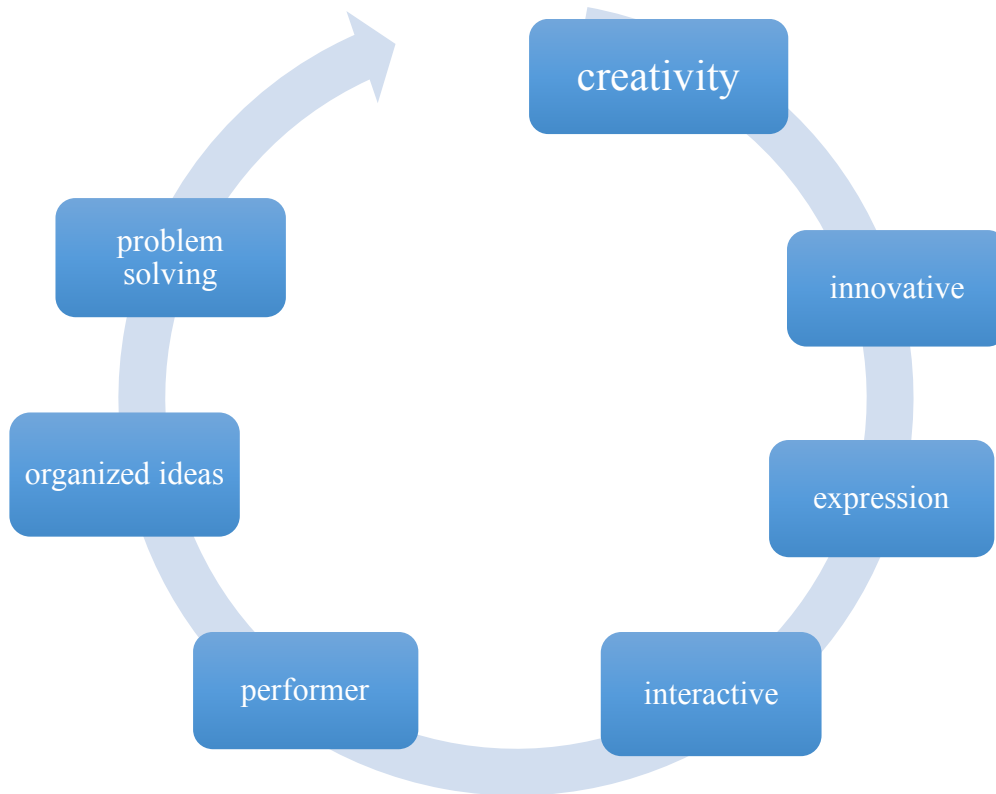 creativity
innovative
expression
interactive
performer
organized ideas
problem
solving